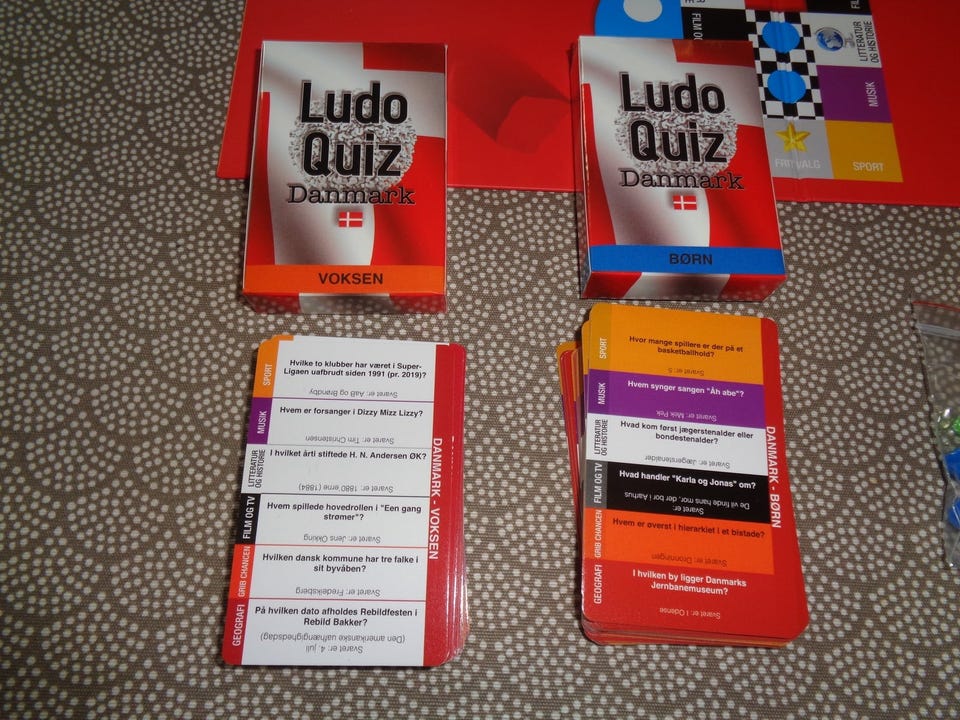 Ludo
Quiz
Danmark
VOKSEN
Ludo
Quiz
Danmark
BØRN
LITTERATUR
OG HISTORIE
MUSIK
FRIT VALG
SPORT
SPORT
Hvilke to klubber har været i Super-
Ligaen uafbrudt siden 1991 (pr. 2019)?
Svaret er: AaB og Brøndby
MUSIK
Hvem er forsanger i Dizzy Mizz Lizzy?
Svaret er: Tim Christensen
LITTERATUR
OG HISTORIE
I hvilket årti stiftede H. N. Andersen ØK?
Svaret er: 1880'erne (1884)
FILM OG TV
Hvem spillede hovedrollen i "Een gang
strømer"?
Svaret er: Jens Okking
GRIB CHANCEN
Hvilken dansk kommune har tre falke i
sit byvåben?
Svaret er: Frederiksberg
GEOGRAFI
På hvilken dato afholdes Rebildfesten i
Rebild Bakker?
Svaret er: 4. juli
(Den amerikanske uafhængighedsdag)
DANMARK - VOKSEN
SPORT
Hvor mange spillere er der på et
basketballhold?
Svaret er: 5
MUSIK
Hvem synger sangen "Åh abe"?
Svaret er: Mek Pek
LITTERATUR
OG HISTORIE
Hvad kom først jægerstenalder eller
bondestenalder?
Svaret er: Jægerstenalder
FILM OG TV
Hvad handler "Karla og Jonas" om?
Svaret er:
De vil finde hans mor, der bor i Aarhus
GRIB CHANCEN
Hvem er øverst i hierarkiet i et bistade?
Svaret er: Dronningen
GEOGRAFI
I hvilken by ligger Danmarks
Jernbanemuseum?
Svaret er: I Odense
DANMARK - BØRN